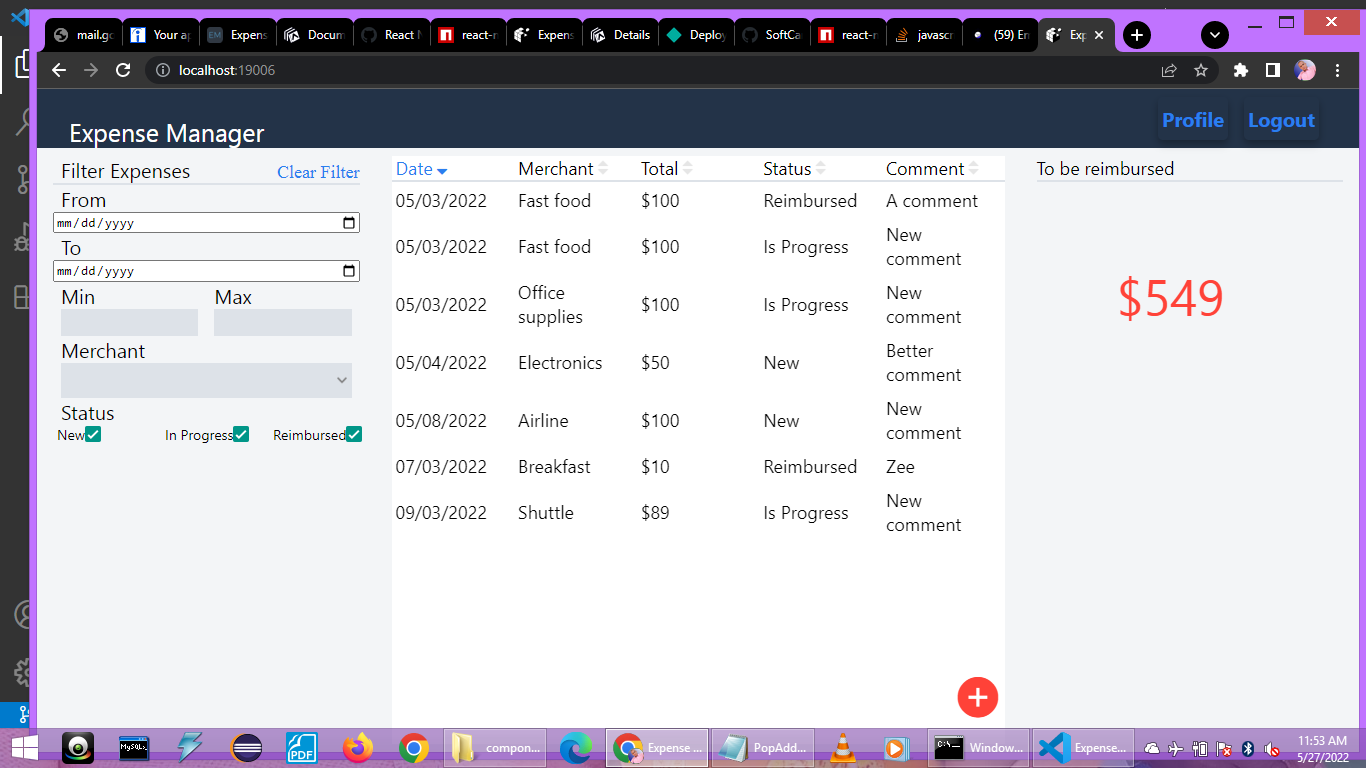 mail.gc
Your ap
Expens
Docum
React N
react-n
Expens
Details
Deploy
SoftCa
react-n
javascr
(59) En
Exp
localhost:19006
Expense Manager
Profile
Logout
Filter Expenses
Clear Filter
From
mm/dd/yyyy
To
mm/dd/yyyy
Min Max
Merchant
Status
New In Progress Reimbursed
Date Merchant Total Status Comment
05/03/2022 Fast food $100 Reimbursed A comment
05/03/2022 Fast food $100 Is Progress New comment
05/03/2022 Office supplies $100 Is Progress New comment
05/04/2022 Electronics $50 New Better comment
05/08/2022 Airline $100 New New comment
07/03/2022 Breakfast $10 Reimbursed Zee
09/03/2022 Shuttle $89 Is Progress New comment
To be reimbursed
$549
MySQL
PDF
compon...
Expense ...
PopAdd...
C:\
Window...
Expense...
11:53 AM
5/27/2022